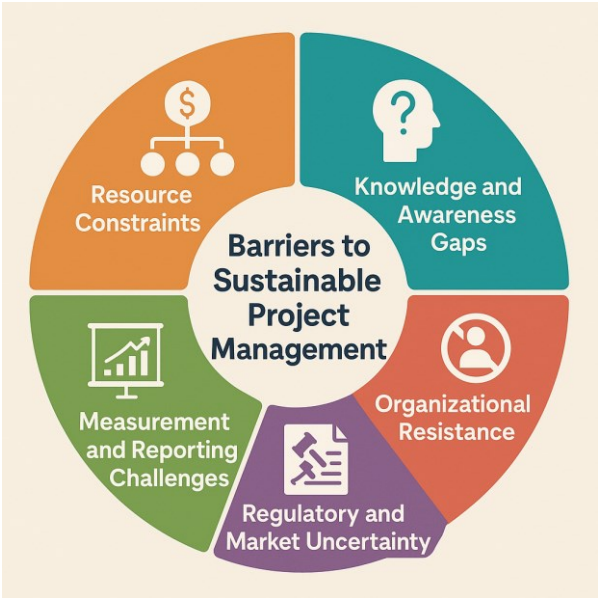 Barriers to
Sustainable
Project
Management
Resource
Constraints
$
Knowledge and
Awareness
Gaps
?
Organizational
Resistance
Regulatory and
Market Uncertainty
Measurement
and Reporting
Challenges